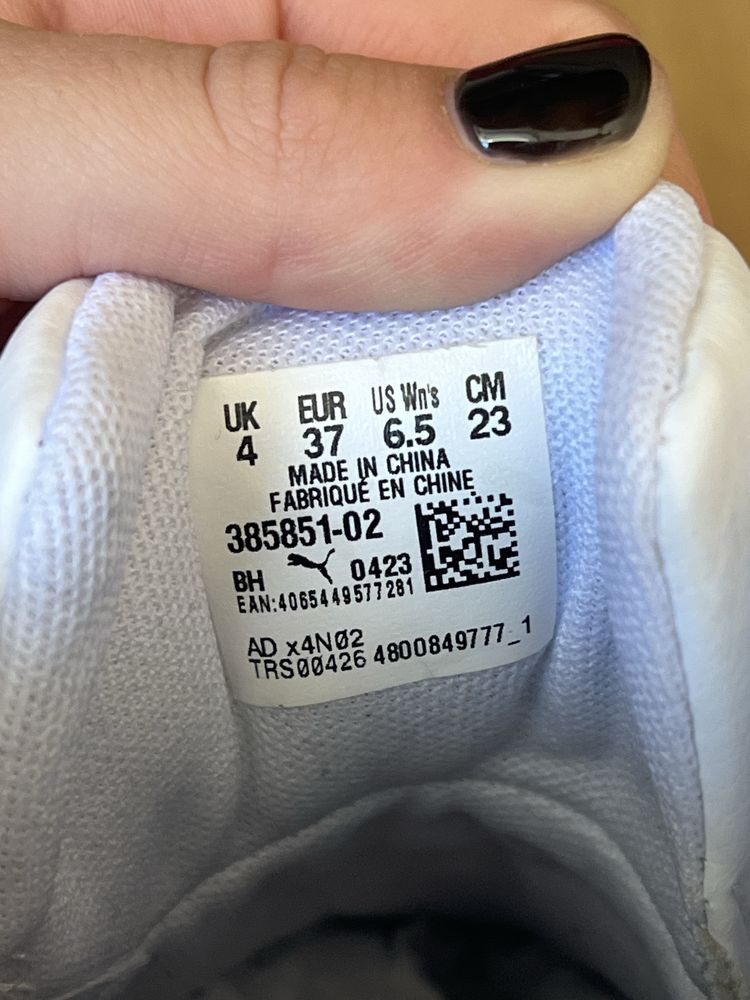 UK EUR US Wn's CM
4 37 6.5 23
MADE IN CHINA
FABRIQUÉ EN CHINE
385851-02
BH 0423
EAN:4065449577281
AD x4N02
TRS00426 4800849777_1